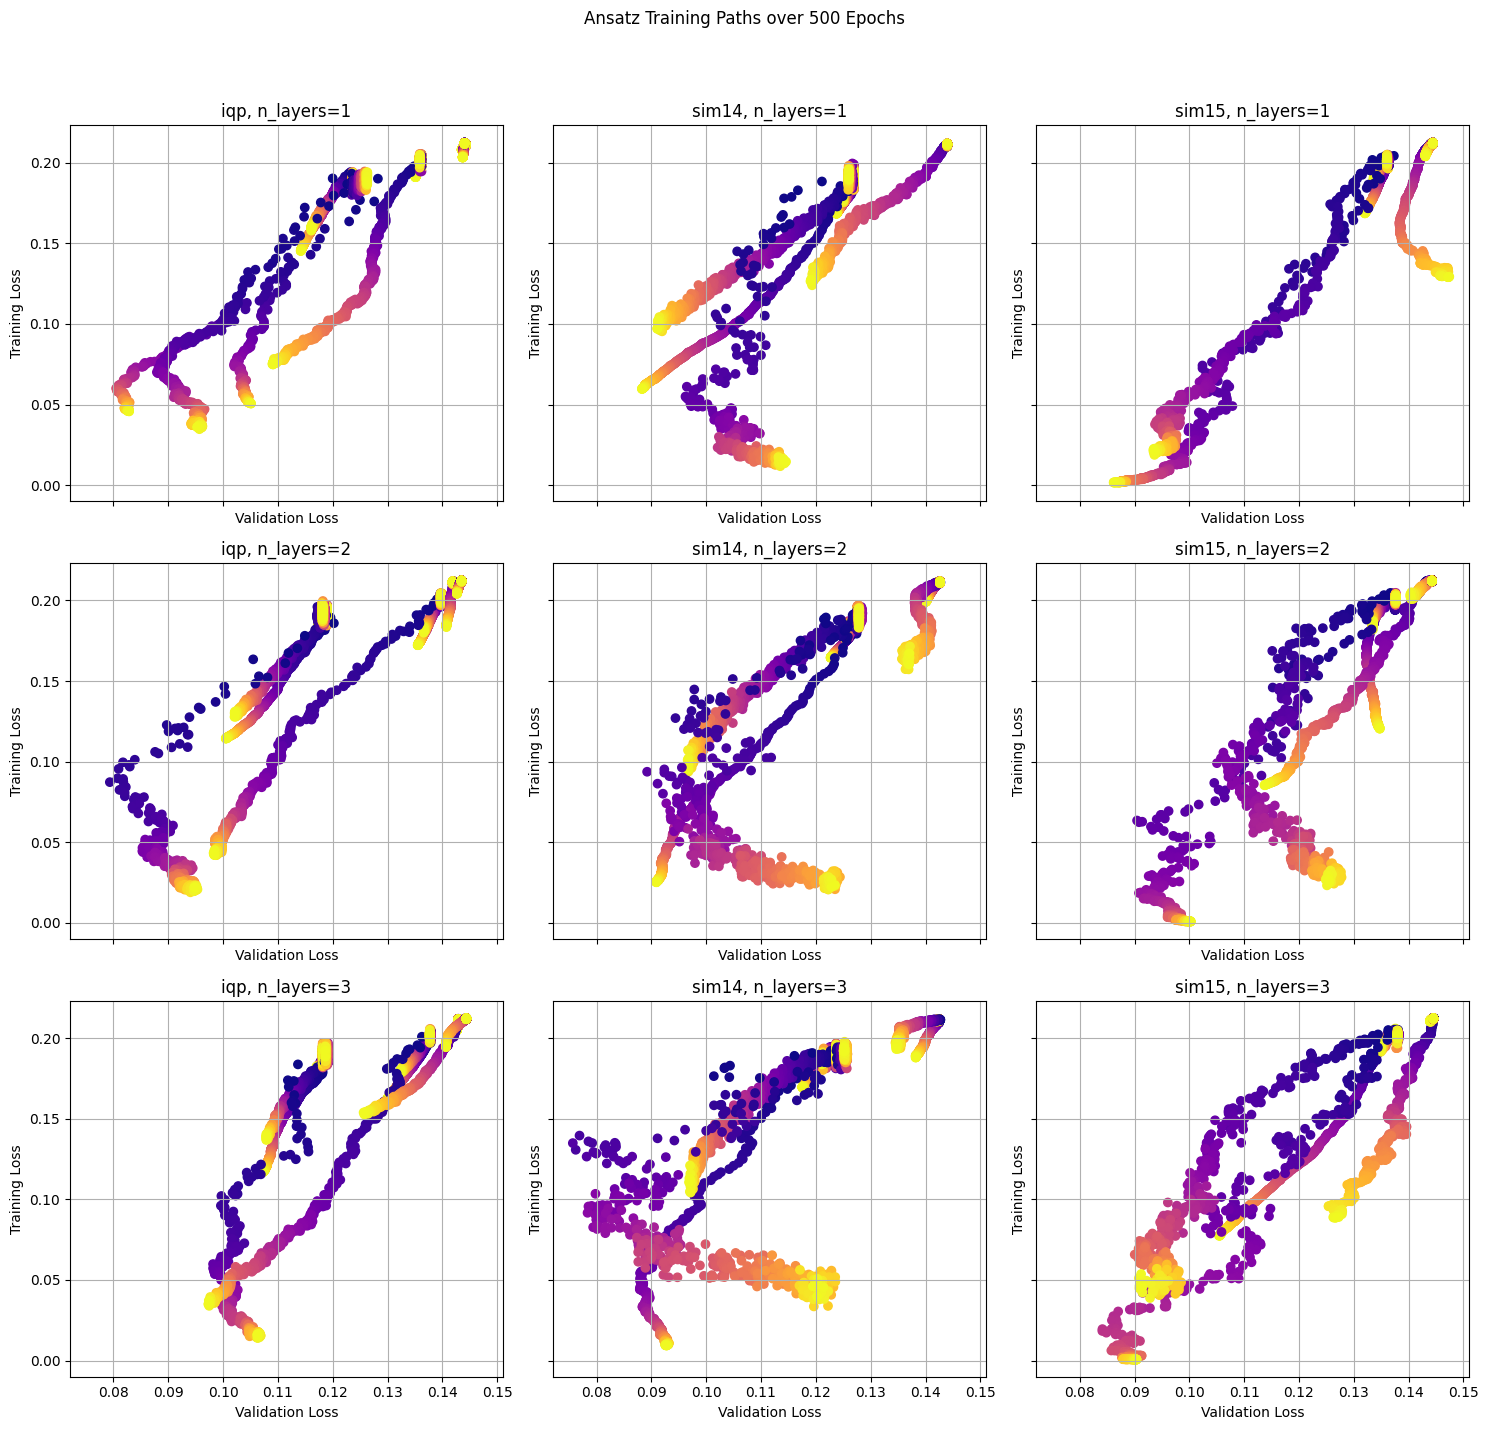 Ansatz Training Paths over 500 Epochs
iqp, n_layers=1
sim14, n_layers=1
sim15, n_layers=1
0.20
0.15
0.10
0.05
0.00
Training Loss
Training Loss
Training Loss
Validation Loss
Validation Loss
Validation Loss
iqp, n_layers=2
sim14, n_layers=2
sim15, n_layers=2
0.20
0.15
0.10
0.05
0.00
Training Loss
Training Loss
Training Loss
Validation Loss
Validation Loss
Validation Loss
iqp, n_layers=3
sim14, n_layers=3
sim15, n_layers=3
0.20
0.15
0.10
0.05
0.00
Training Loss
Training Loss
Training Loss
0.08 0.09 0.10 0.11 0.12 0.13 0.14 0.15
0.08 0.09 0.10 0.11 0.12 0.13 0.14 0.15
0.08 0.09 0.10 0.11 0.12 0.13 0.14 0.15
Validation Loss
Validation Loss
Validation Loss